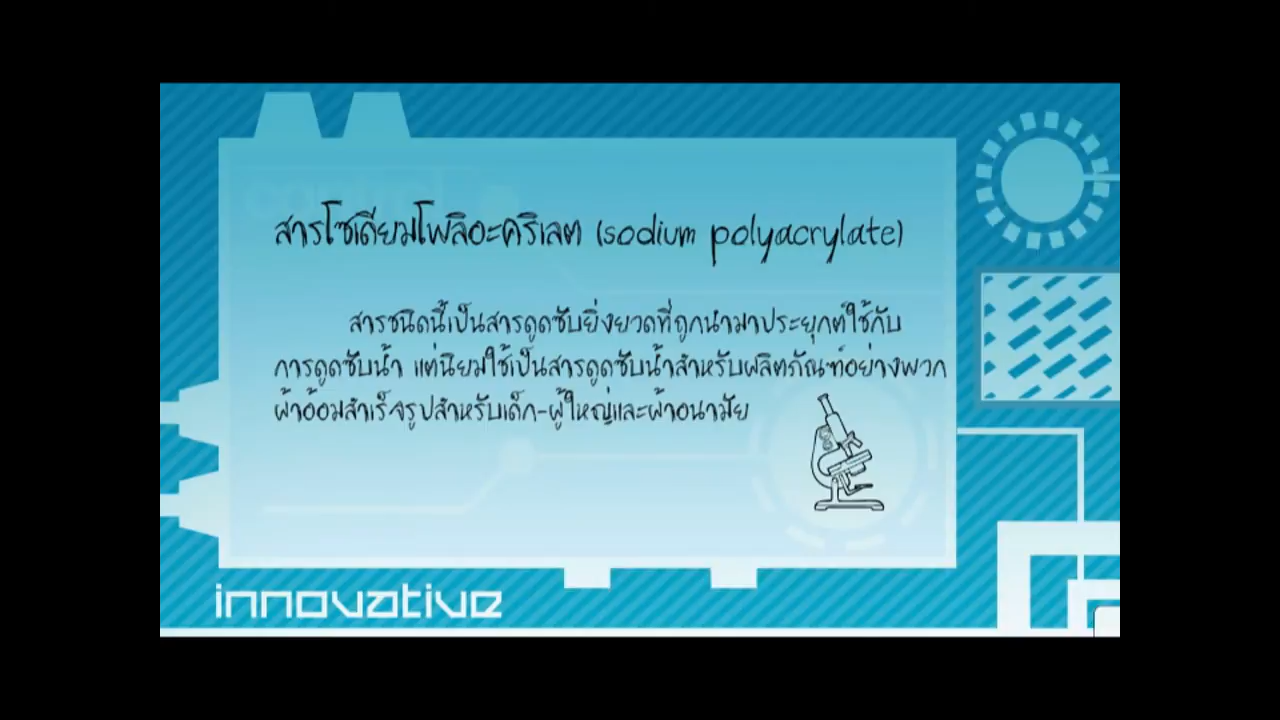 สารโซเดียมโพลิอะคริเลต (sodium polyacrylate)
สารชนิดนี้เป็นสารดูดซับยิ่งยวดที่ถูกนำมาประยุกต์ใช้กับ
การดูดซับน้ำ แต่นิยมใช้เป็นสารดูดซับน้ำสำหรับผลิตภัณฑ์อย่างพวก
ผ้าอ้อมสำเร็จรูปสำหรับเด็ก-ผู้ใหญ่และผ้าอนามัย
innovative